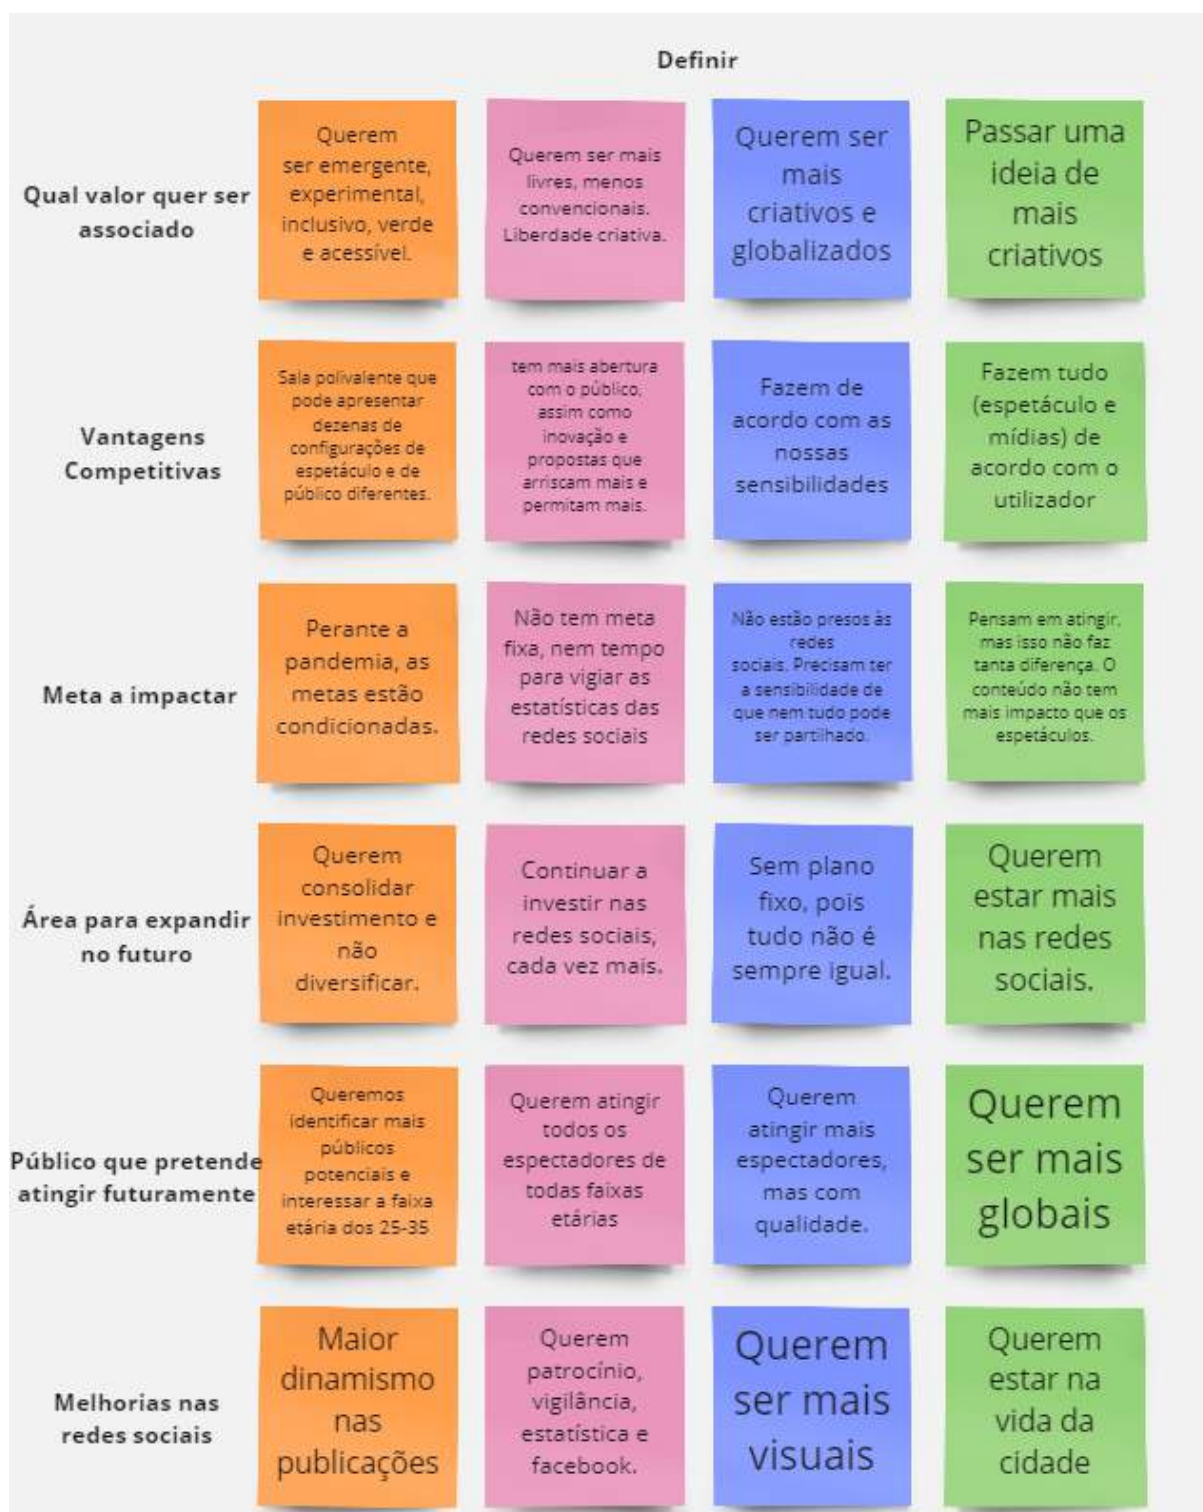 Definir
Qual valor quer ser
associado
Querem
ser emergente,
experimental,
inclusivo, verde
e acessível.
Querem ser mais
livres, menos
convencionais.
Liberdade criativa.
Querem ser
mais
criativos e
globalizados
Passar uma
ideia de
mais
criativos
Vantagens
Competitivas
Sala polivalente que
pode apresentar
dezenas de
configurações de
espetáculo e de
público diferentes.
tem mais abertura
com o público,
assim como
inovação e
propostas que
arriscam mais e
permitam mais.
Fazem de
acordo com as
nossas
sensibilidades
Fazem tudo
(espetáculo e
mídias) de
acordo com o
utilizador
Meta a impactar
Perante a
pandemia, as
metas estão
condicionadas.
Não tem meta
fixa, nem tempo
para vigiar as
estatísticas das
redes sociais
Não estão presos às
redes
sociais. Precisam ter
a sensibilidade de
que nem tudo pode
ser partilhado.
Pensam em atingir,
mas isso não faz
tanta diferença. O
conteúdo não tem
mais impacto que os
espetáculos.
Área para expandir
no futuro
Querem
consolidar
investimento e
não
diversificar.
Continuar a
investir nas
redes sociais,
cada vez mais.
Sem plano
fixo, pois
tudo não é
sempre igual.
Querem
estar mais
nas redes
sociais.
Público que pretende
atingir futuramente
Queremos
identificar mais
públicos
potenciais e
interessar a faixa
etária dos 25-35
Querem atingir
todos os
espectadores de
todas faixas
etárias
Querem
atingir mais
espectadores,
mas com
qualidade.
Querem
ser mais
globais
Melhorias nas
redes sociais
Maior
dinamismo
nas
publicações
Querem
patrocínio,
vigilância,
estatística e
facebook.
Querem
ser mais
visuais
Querem
estar na
vida da
cidade